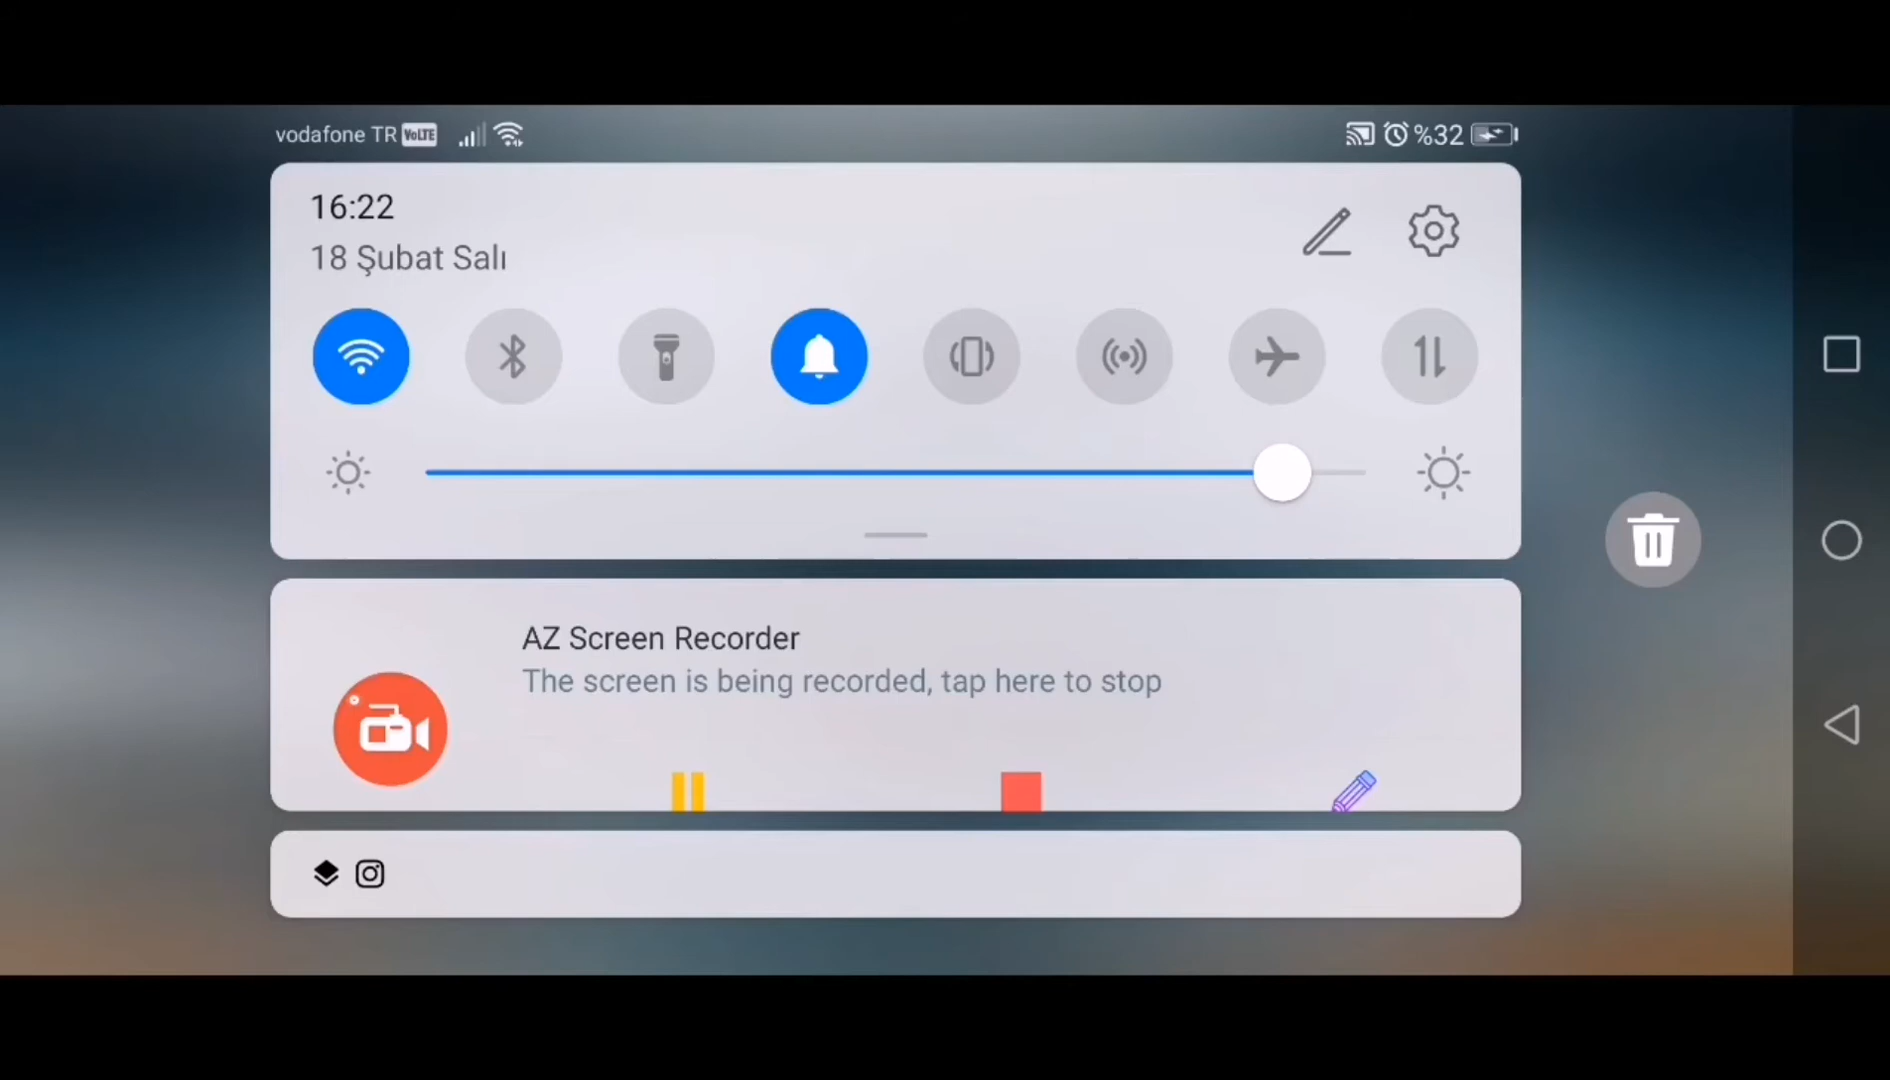 vodafone TR VoLTE
%32
16:22
18 Şubat Salı
AZ Screen Recorder
The screen is being recorded, tap here to stop